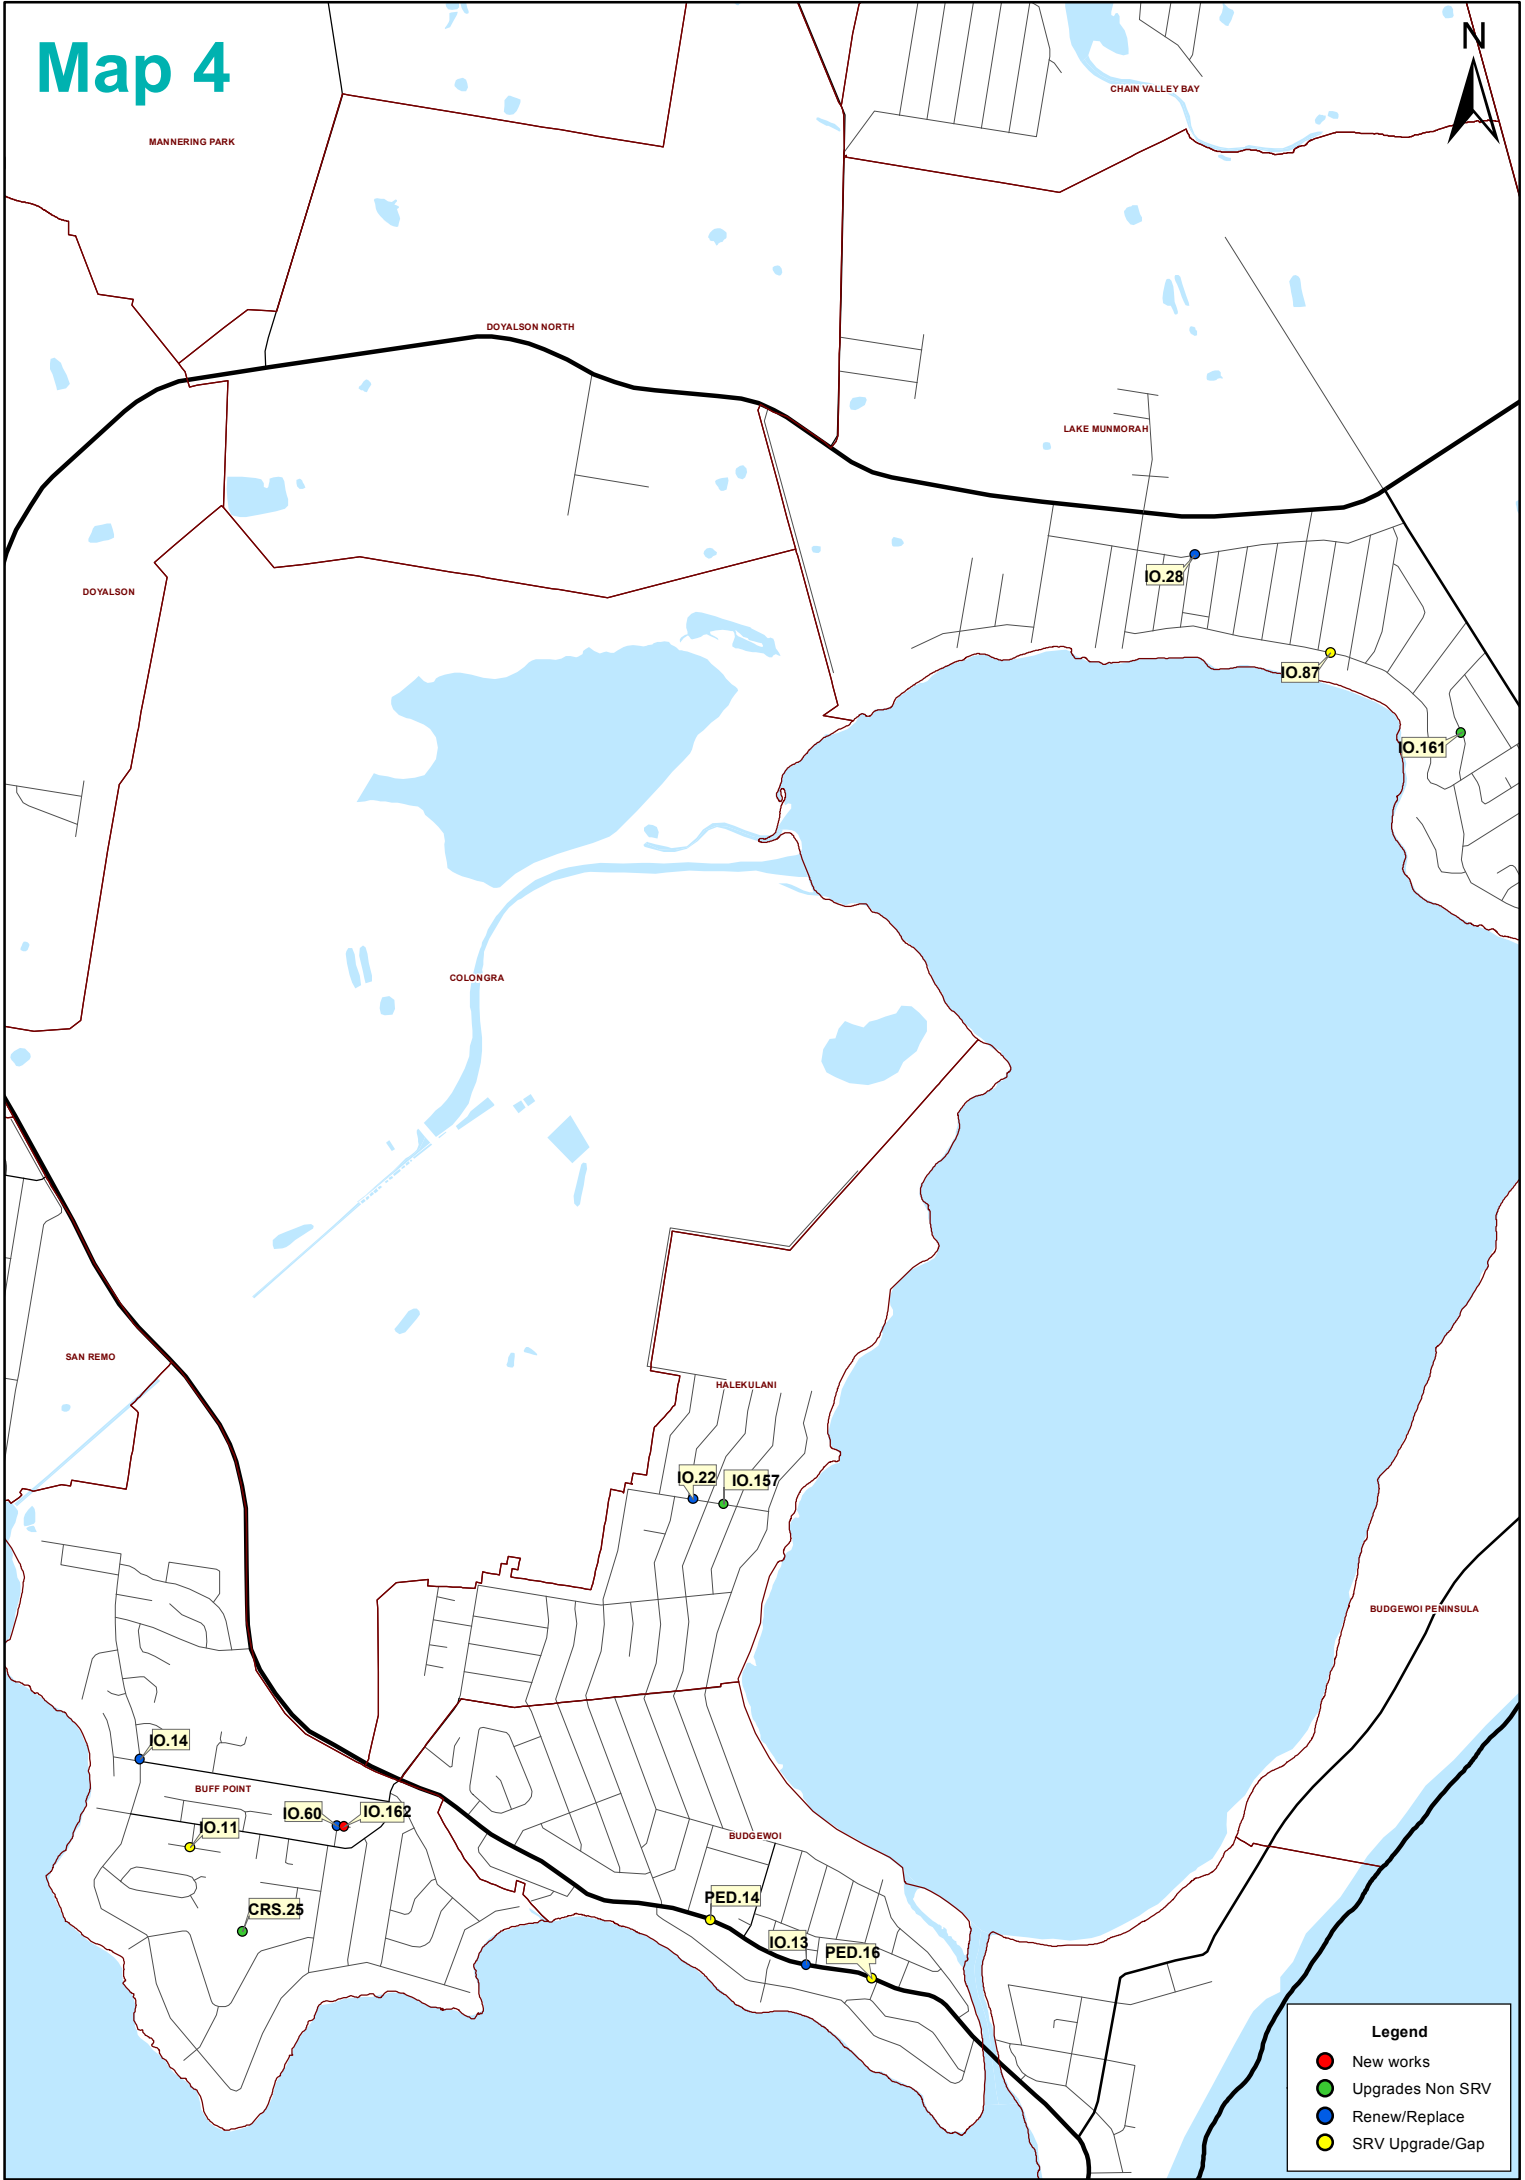 Map 4
N
CHAIN VALLEY BAY
MANNERING PARK
DOYALSON NORTH
LAKE MUNMORAH
IO.28
DOYALSON
IO.87
IO.161
COLONGRA
SAN REMO
HALEKULANI
IO.22
IO.157
BUDGEWOI PENINSULA
IO.14
BUFF POINT
IO.60
IO.162
IO.11
BUDGEWOI
PED.14
CRS.25
IO.13
PED.16
Legend
New works
Upgrades Non SRV
Renew/Replace
SRV Upgrade/Gap